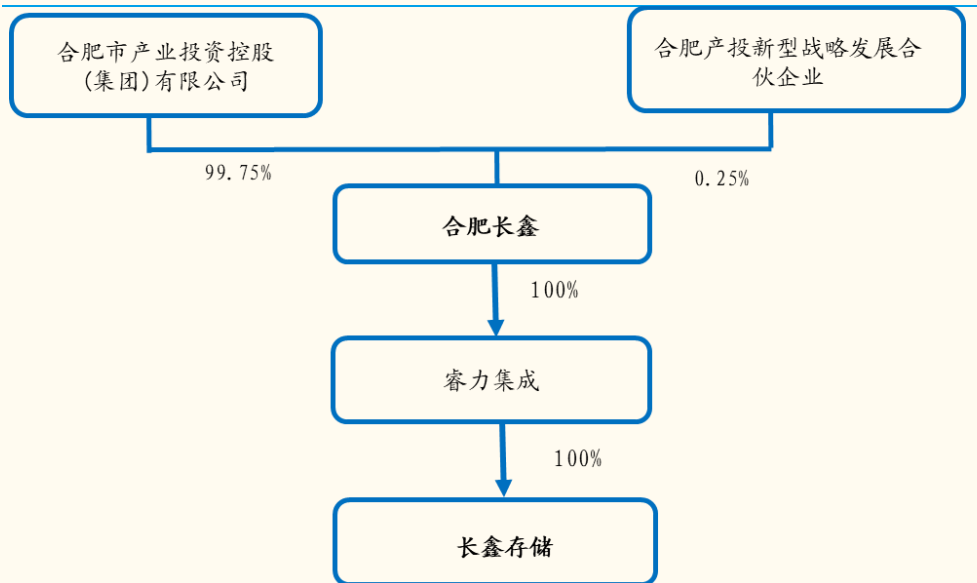 合肥市产业投资控股
(集团)有限公司
合肥产投新型战略发展合
伙企业
99.75%
0.25%
合肥长鑫
100%
睿力集成
100%
长鑫存储